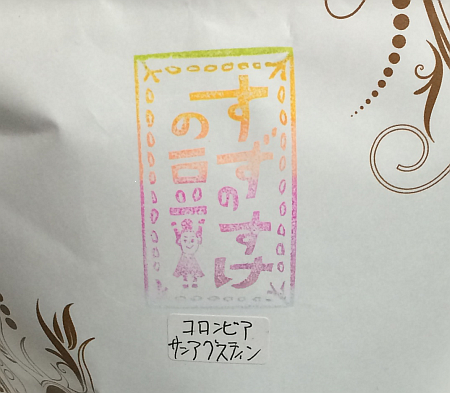 すずのすけ
の豆
コロンビア
サンアグスティン